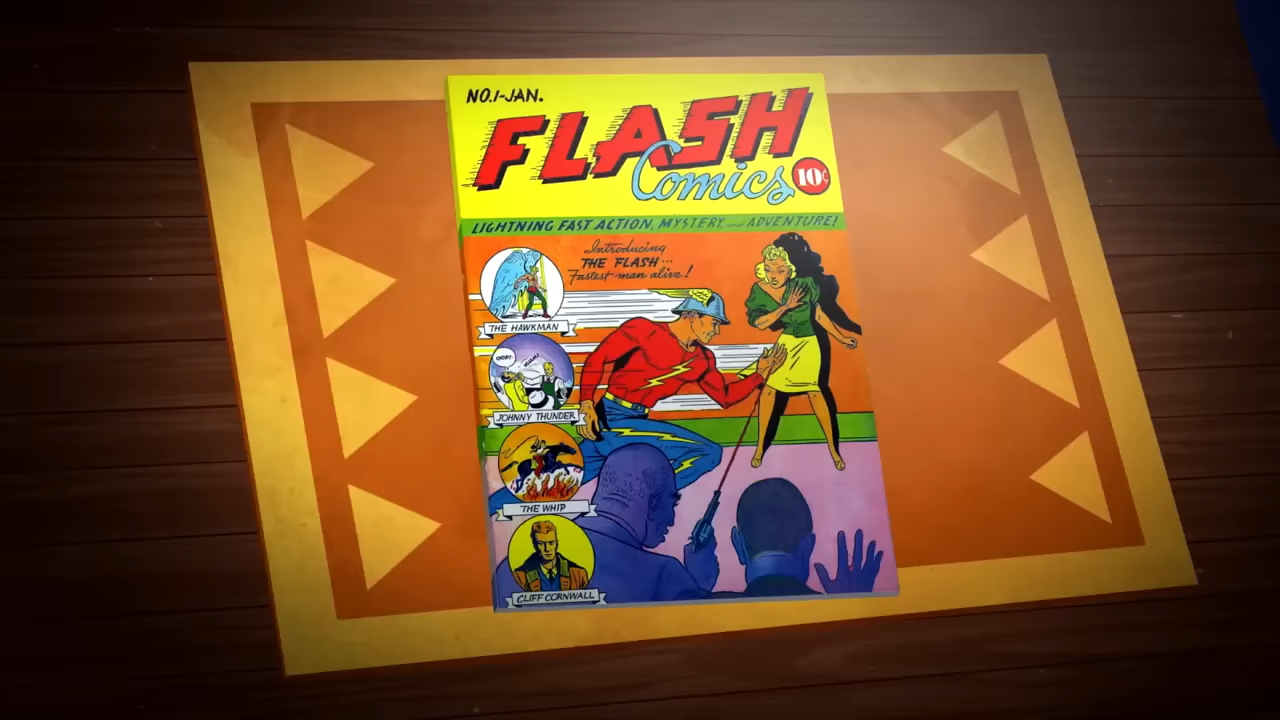 NO.1-JAN.
FLASH
Comics
10¢
LIGHTNING FAST ACTION, MYSTERY and ADVENTURE!
Introducing
THE FLASH...
Fastest man alive!
THE HAWKMAN
OOF!
JOHNNY THUNDER
THE WHIP
CLIFF CORNWALL